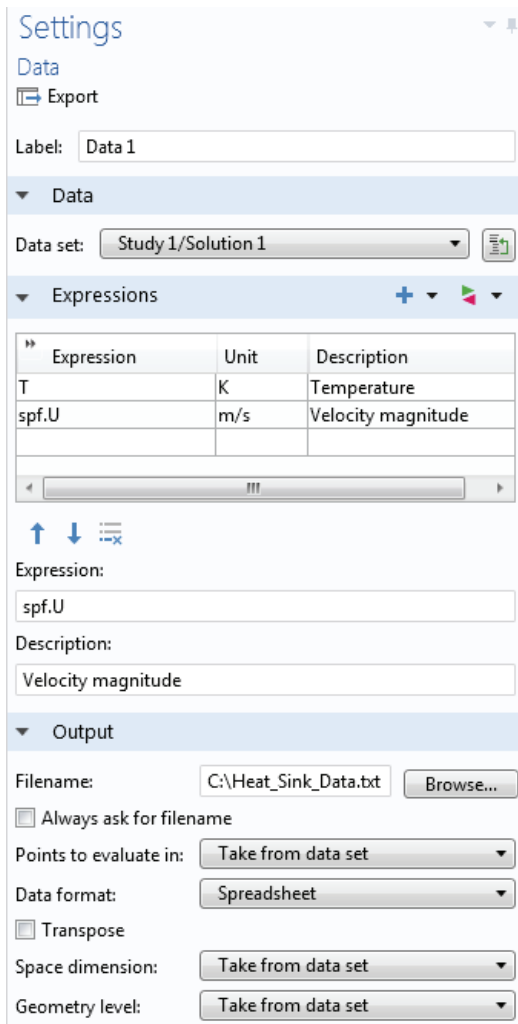 Settings
Data
Export
Label: Data 1
Data
Data set: Study 1/Solution 1
Expressions
Expression Unit Description
T K Temperature
spf.U m/s Velocity magnitude
Expression:
spf.U
Description:
Velocity magnitude
Output
Filename: C:\Heat_Sink_Data.txt Browse...
Always ask for filename
Points to evaluate in: Take from data set
Data format: Spreadsheet
Transpose
Space dimension: Take from data set
Geometry level: Take from data set